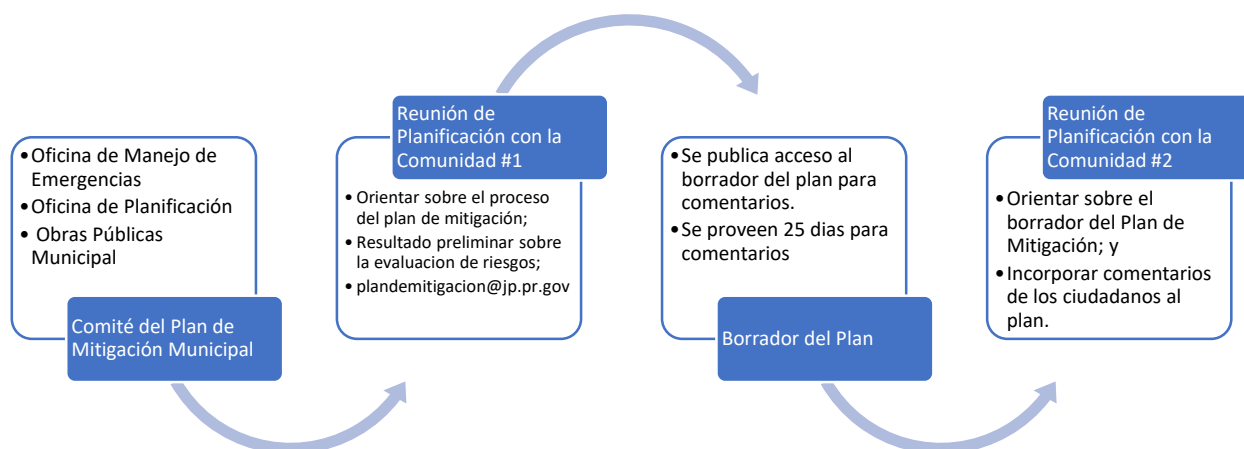 •Oficina de Manejo de
Emergencias
•Oficina de Planificación
• Obras Públicas
Municipal
Comité del Plan de
Mitigación Municipal
Reunión de
Planificación con la
Comunidad #1
•Orientar sobre el proceso
del plan de mitigación;
•Resultado preliminar sobre
la evaluacion de riesgos;
•plandemitigacion@jp.pr.gov
•Se publica acceso al
borrador del plan para
comentarios.
•Se proveen 25 dias para
comentarios
Borrador del Plan
Reunión de
Planificación con la
Comunidad #2
•Orientar sobre el
borrador del Plan de
Mitigación; y
•Incorporar comentarios
de los ciudadanos al
plan.